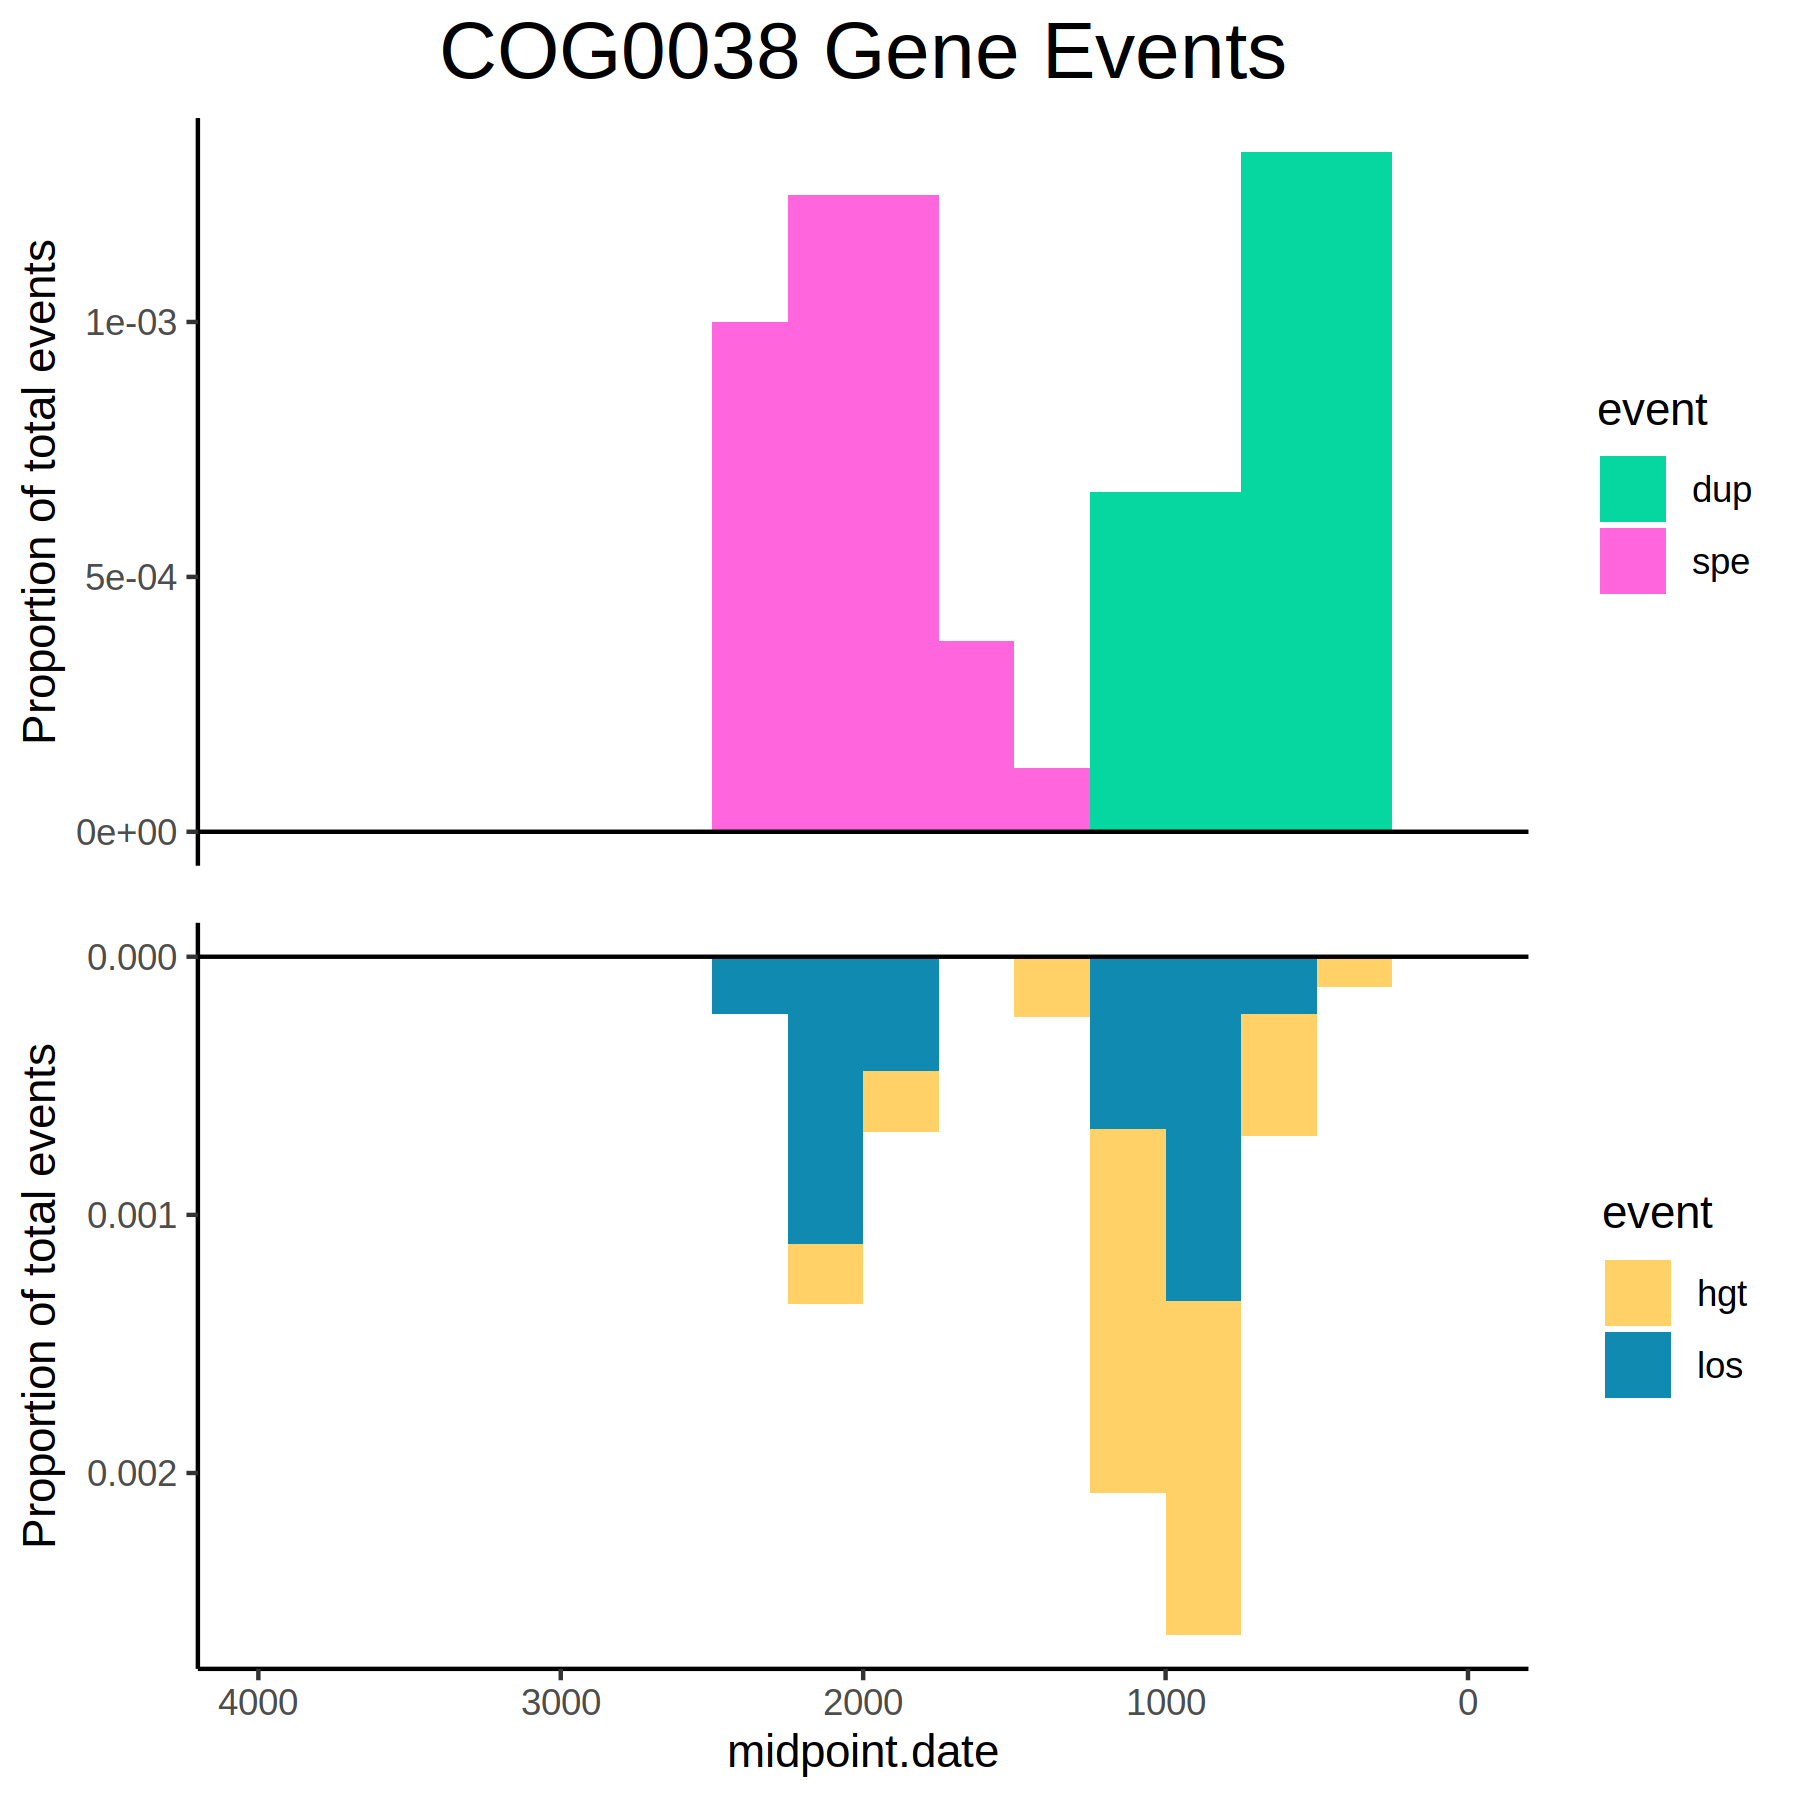 COG0038 Gene Events
Proportion of total events
1e-03
5e-04
0e+00
event
dup
spe
Proportion of total events
0.000
0.001
0.002
event
hgt
los
4000 3000 2000 1000 0
midpoint.date